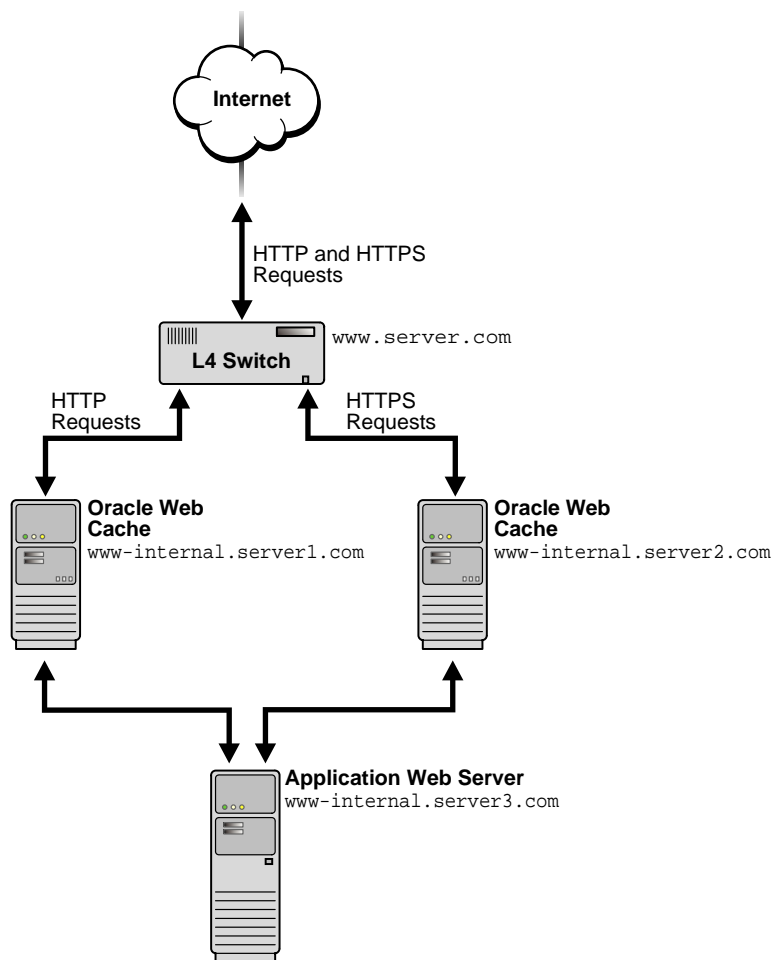 Internet
HTTP and HTTPS
Requests
www.server.com
L4 Switch
HTTP
Requests
HTTPS
Requests
Oracle Web
Cache
www-internal.server1.com
Oracle Web
Cache
www-internal.server2.com
Application Web Server
www-internal.server3.com